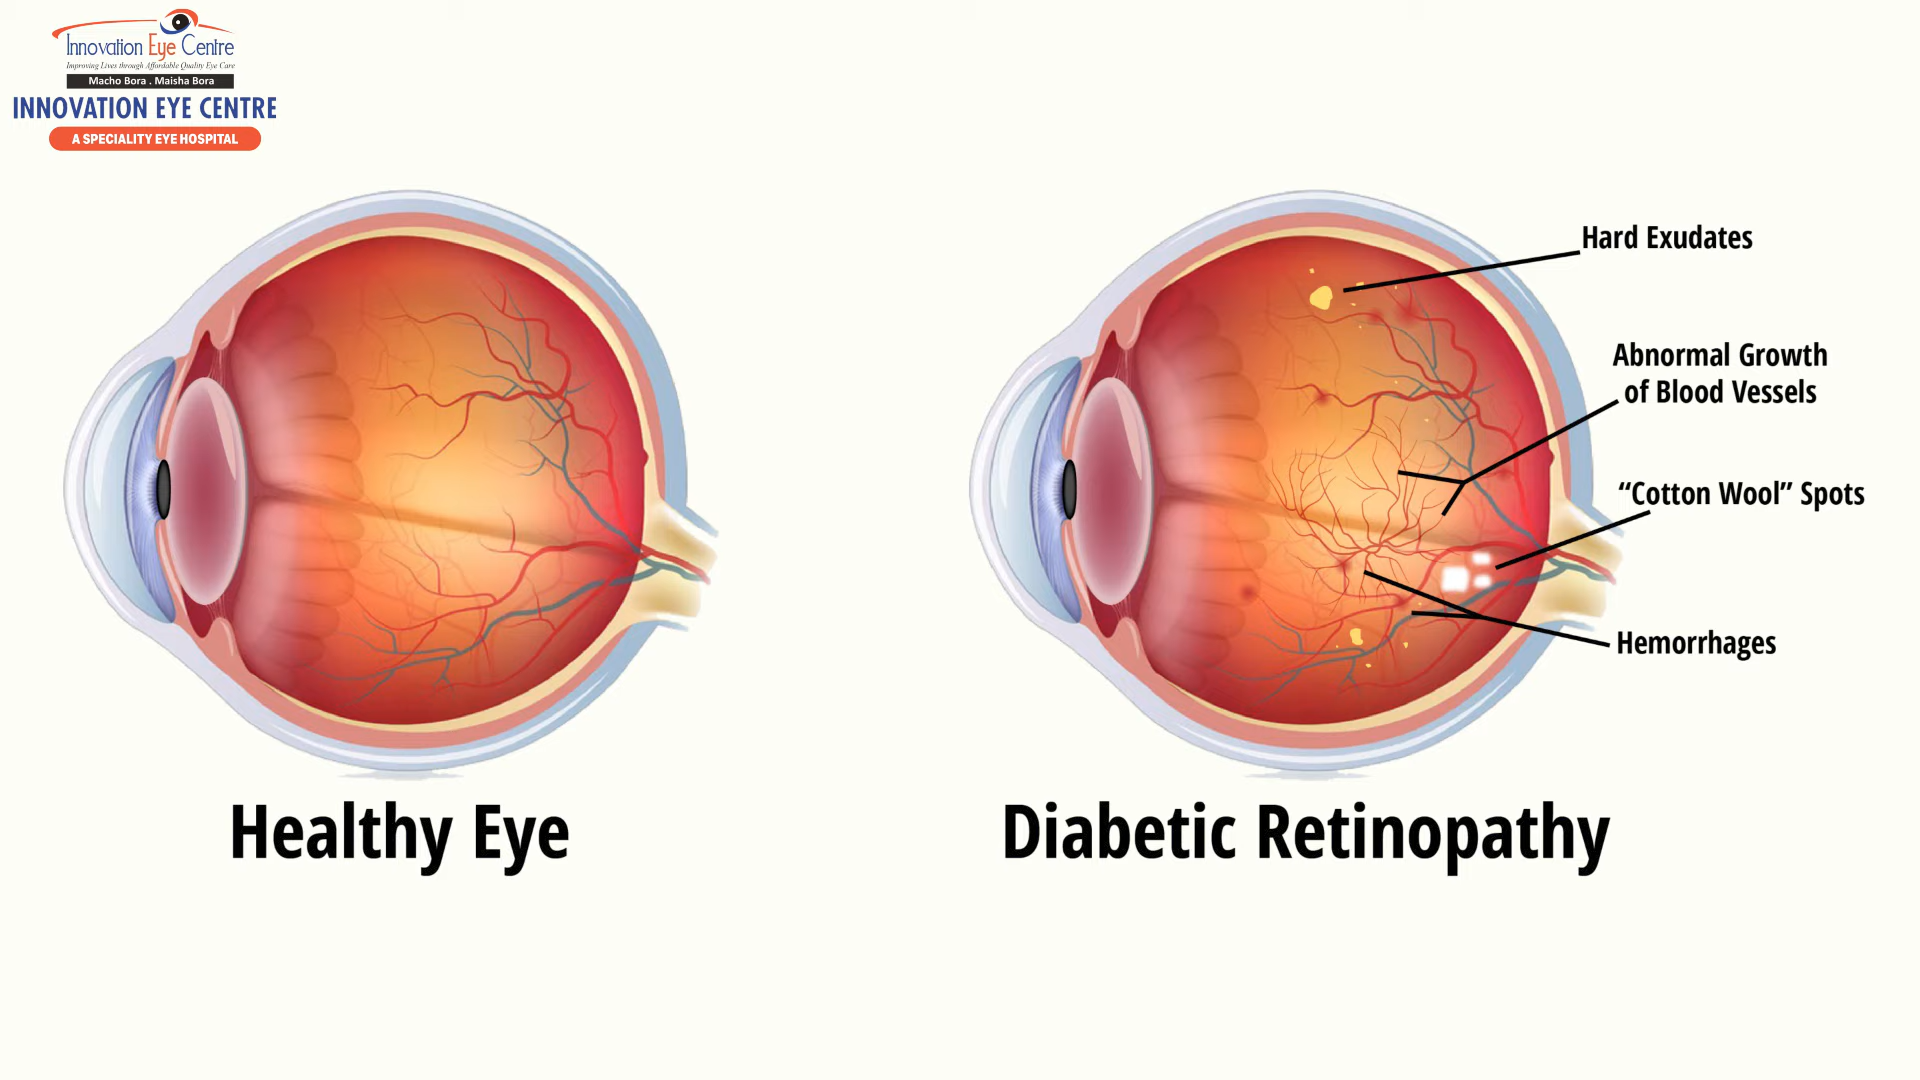 Innovation Eye Centre
Improving Lives through Affordable Quality Eye Care
Macho Bora . Maisha Bora
INNOVATION EYE CENTRE
A SPECIALITY EYE HOSPITAL
Hard Exudates
Abnormal Growth
of Blood Vessels
“Cotton Wool” Spots
Hemorrhages
Healthy Eye
Diabetic Retinopathy